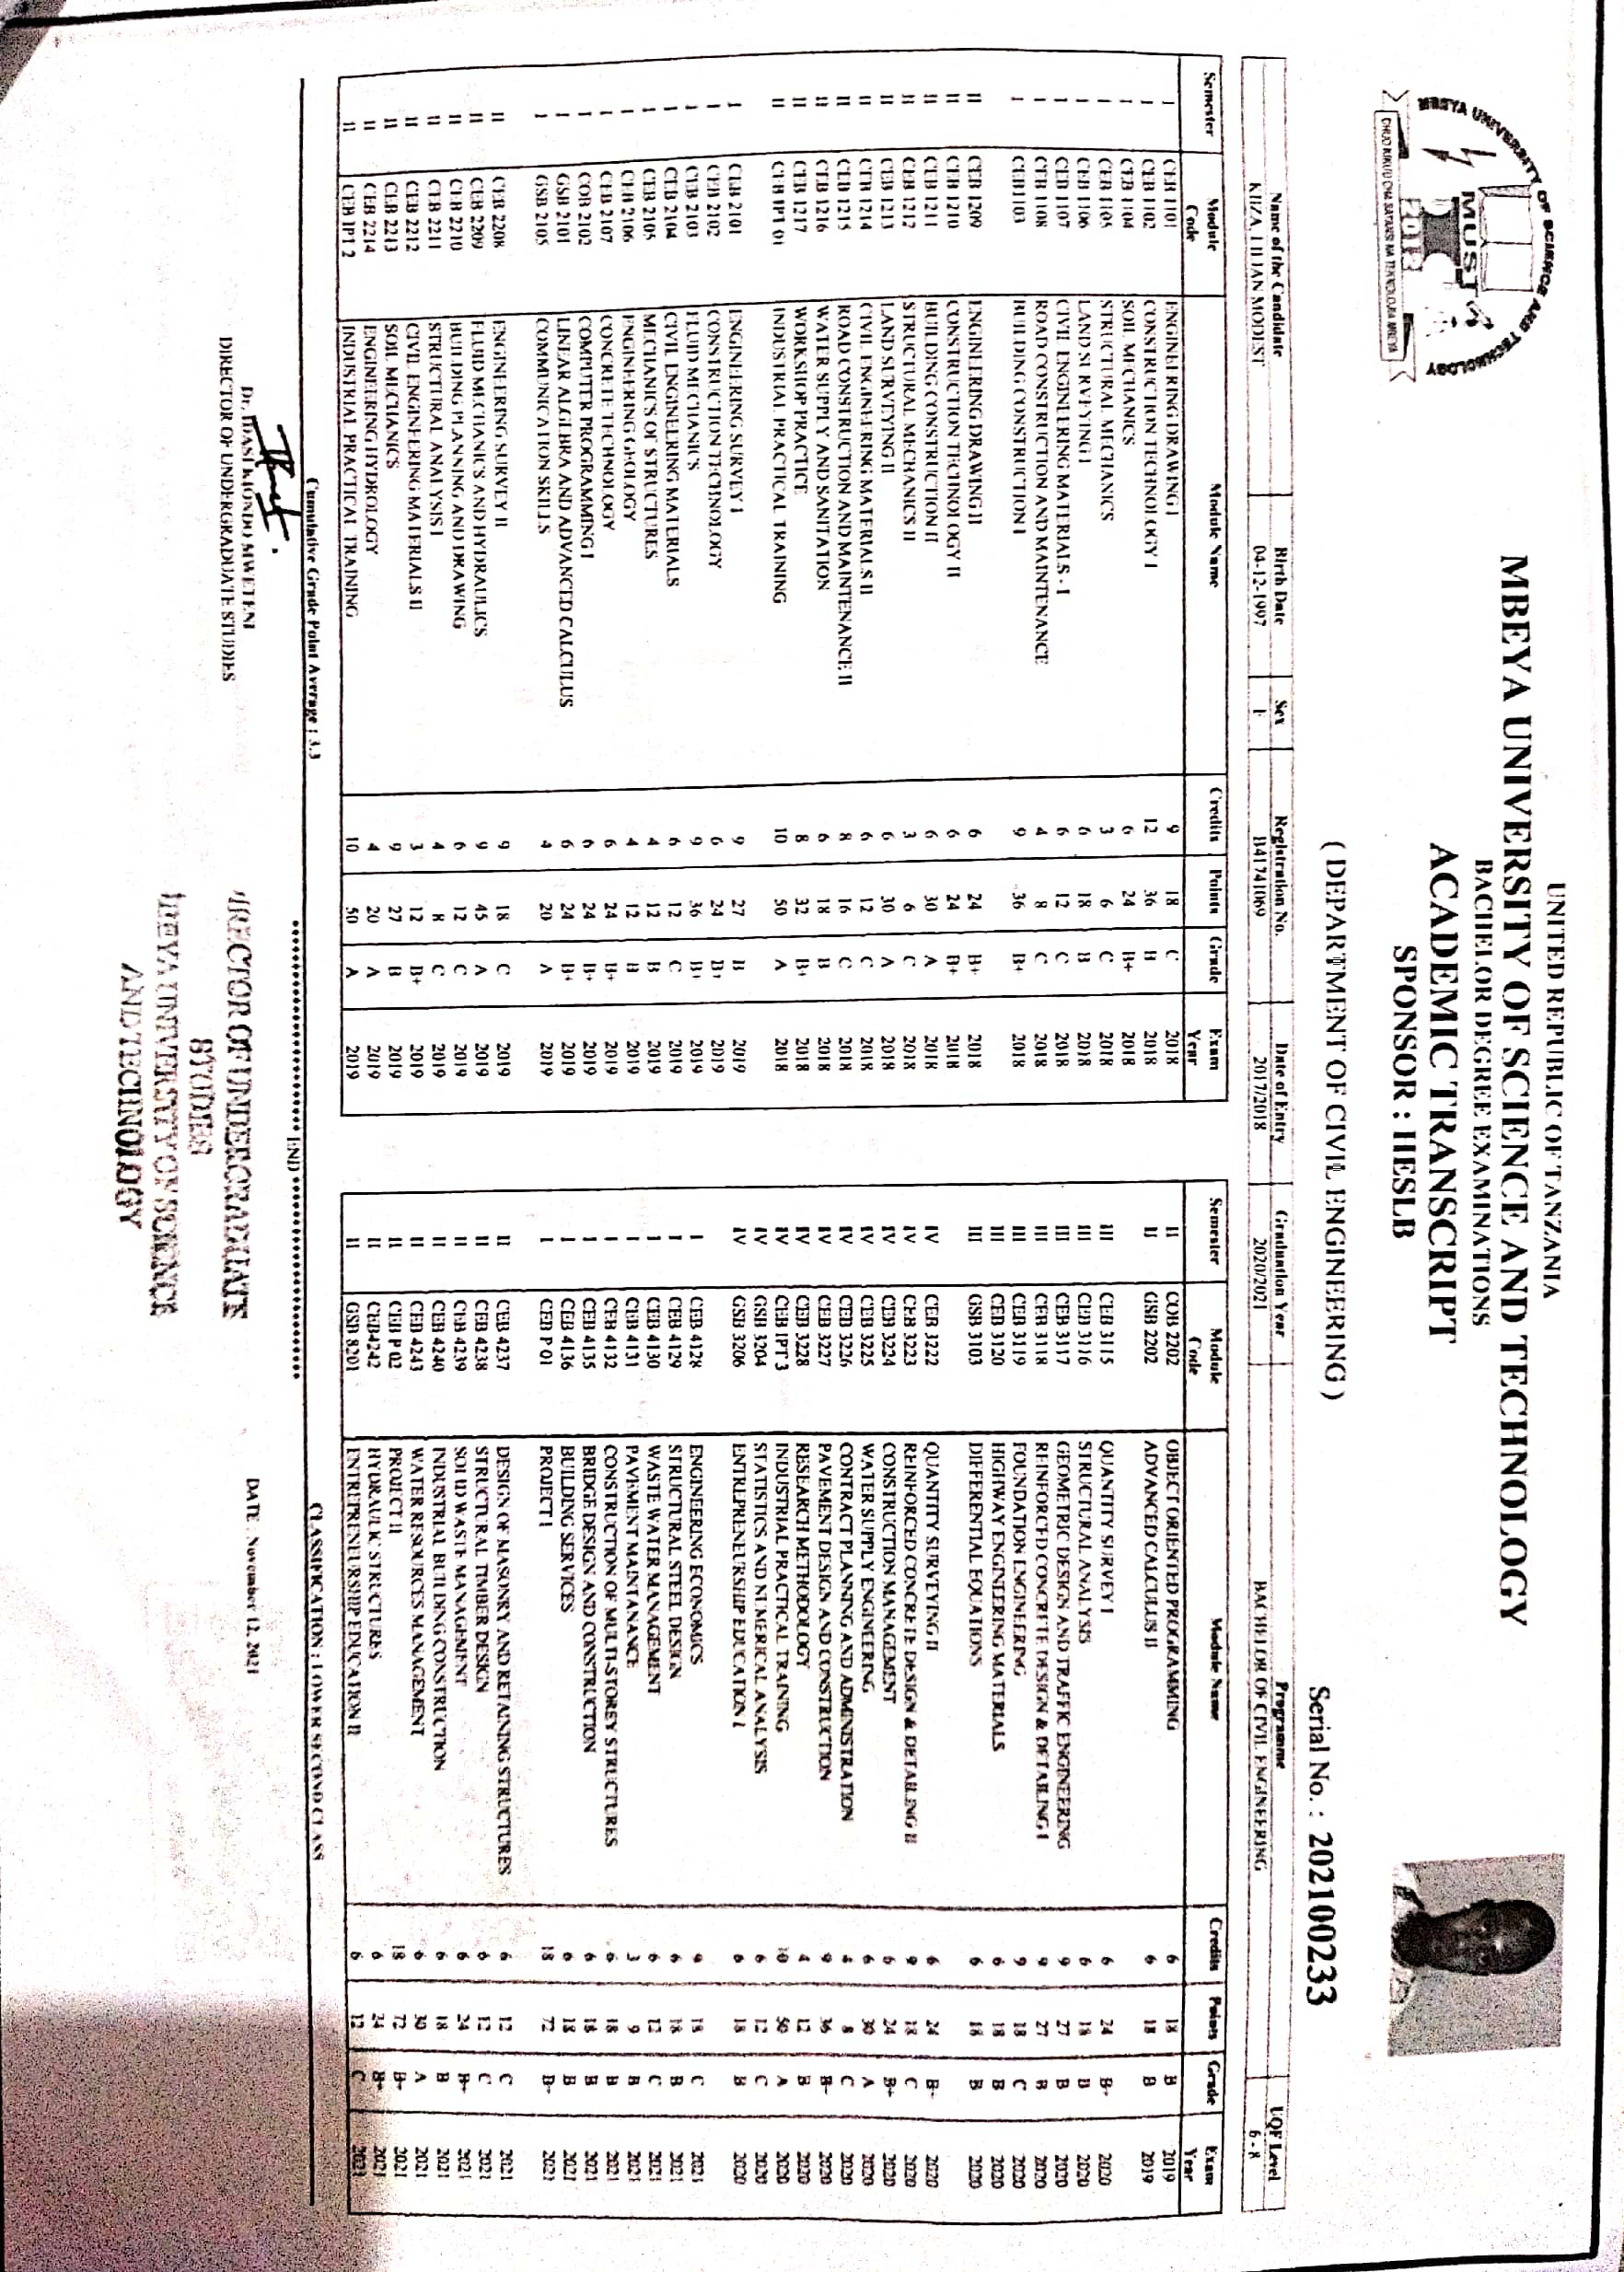 UNITED REPUBLIC OF TANZANIA
MBEYA UNIVERSITY OF SCIENCE AND TECHNOLOGY
BACHELOR DEGREE EXAMINATIONS
ACADEMIC TRANSCRIPT
SPONSOR : HESLB
MBEYA UNIVERSITY OF SCIENCE AND TECHNOLOGY
MUST
2012
CHUO KIKUU CHA SAYANSI NA TEKNOLOJIA MBEYA
( DEPARTMENT OF CIVIL ENGINEERING )
Serial No. : 202100233
Name of the Candidate Birth Date Sex Registration No. Date of Entry Graduation Year Programme UQF Level
KIIZA LILIAN MODEST 04-12-1997 F B41741069 2017/2018 2020/2021 BACHELOR OF CIVIL ENGINEERING 6 - 8
Semester Module Code Module Name Credits Points Grade Exam Year
I CEB 1101 ENGINEERING DRAWING I 9 18 C 2018
I CEB 1102 CONSTRUCTION TECHNOLOGY I 12 36 B 2018
I CEB 1104 SOIL MECHANICS 6 24 B+ 2018
I CEB 1105 STRUCTURAL MECHANICS 3 6 C 2018
I CEB 1106 LAND SURVEYING I 6 18 B 2018
I CEB 1107 CIVIL ENGINEERING MATERIALS - I 6 12 C 2018
I CEB 1108 ROAD CONSTRUCTION AND MAINTENANCE 4 8 C 2018
I CEB1103 BUILDING CONSTRUCTION I 9 36 B+ 2018
II CEB 1209 ENGINEERING DRAWING II 6 24 B+ 2018
II CEB 1210 CONSTRUCTION TECHNOLOGY II 6 24 B+ 2018
II CEB 1211 BUILDING CONSTRUCTION II 6 30 A 2018
II CEB 1212 STRUCTURAL MECHANICS II 3 6 C 2018
II CEB 1213 LAND SURVEYING II 6 30 A 2018
II CEB 1214 CIVIL ENGINEERING MATERIALS II 6 12 C 2018
II CEB 1215 ROAD CONSTRUCTION AND MAINTENANCE II 8 16 C 2018
II CEB 1216 WATER SUPPLY AND SANITATION 6 18 B 2018
II CEB 1217 WORKSHOP PRACTICE 8 32 B+ 2018
II CEB IPT 01 INDUSTRIAL PRACTICAL TRAINING 10 50 A 2018
I CEB 2101 ENGINEERING SURVEY I 9 27 B 2019
I CEB 2102 CONSTRUCTION TECHNOLOGY 6 24 B+ 2019
I CEB 2103 FLUID MECHANICS 9 36 B+ 2019
I CEB 2104 CIVIL ENGINEERING MATERIALS 6 12 C 2019
I CEB 2105 MECHANICS OF STRUCTURES 4 12 B 2019
I CEB 2106 ENGINEERING GEOLOGY 4 12 B 2019
I CEB 2107 CONCRETE TECHNOLOGY 6 24 B+ 2019
I COB 2102 COMPUTER PROGRAMMING I 6 24 B+ 2019
I GSB 2101 LINEAR ALGEBRA AND ADVANCED CALCULUS 6 24 B+ 2019
I GSB 2105 COMMUNICATION SKILLS 4 20 A 2019
II CEB 2208 ENGINEERING SURVEY II 9 18 C 2019
II CEB 2209 FLUID MECHANICS AND HYDRAULICS 9 45 A 2019
II CEB 2210 BUILDING PLANNING AND DRAWING 6 12 C 2019
II CEB 2211 STRUCTURAL ANALYSIS I 4 8 C 2019
II CEB 2212 CIVIL ENGINEERING MATERIALS II 3 12 B+ 2019
II CEB 2213 SOIL MECHANICS 9 27 B 2019
II CEB 2214 ENGINEERING HYDROLOGY 4 20 A 2019
II CEB IPT 2 INDUSTRIAL PRACTICAL TRAINING 10 50 A 2019
Semester Module Code Module Name Credits Points Grade Exam Year
II COB 2202 OBJECT ORIENTED PROGRAMMING 6 18 B 2019
II GSB 2202 ADVANCED CALCULUS II 6 18 B 2019
III CEB 3115 QUANTITY SURVEY I 6 24 B+ 2020
III CEB 3116 STRUCTURAL ANALYSIS 6 18 B 2020
III CEB 3117 GEOMETRIC DESIGN AND TRAFFIC ENGINEERING 9 27 B 2020
III CEB 3118 REINFORCED CONCRETE DESIGN & DETAILING I 9 27 B 2020
III CEB 3119 FOUNDATION ENGINEERING 9 18 C 2020
III CEB 3120 HIGHWAY ENGINEERING MATERIALS 6 18 B 2020
III GSB 3103 DIFFERENTIAL EQUATIONS 6 18 B 2020
IV CEB 3222 QUANTITY SURVEYING II 6 24 B+ 2020
IV CEB 3223 REINFORCED CONCRETE DESIGN & DETAILING II 9 18 C 2020
IV CEB 3224 CONSTRUCTION MANAGEMENT 6 24 B+ 2020
IV CEB 3225 WATER SUPPLY ENGINEERING 6 30 A 2020
IV CEB 3226 CONTRACT PLANNING AND ADMINISTRATION 4 8 C 2020
IV CEB 3227 PAVEMENT DESIGN AND CONSTRUCTION 9 36 B+ 2020
IV CEB 3228 RESEARCH METHODOLOGY 4 12 B 2020
IV CEB IPT 3 INDUSTRIAL PRACTICAL TRAINING 10 50 A 2020
IV GSB 3204 STATISTICS AND NUMERICAL ANALYSIS 6 12 C 2020
IV GSB 3206 ENTREPRENEURSHIP EDUCATION I 6 18 B 2020
I CEB 4128 ENGINEERING ECONOMICS 9 18 C 2021
I CEB 4129 STRUCTURAL STEEL DESIGN 6 18 B 2021
I CEB 4130 WASTE WATER MANAGEMENT 6 12 C 2021
I CEB 4131 PAVEMENT MAINTANANCE 3 9 B 2021
I CEB 4132 CONSTRUCTION OF MULTI-STOREY STRUCTURES 6 18 B 2021
I CEB 4135 BRIDGE DESIGN AND CONSTRUCTION 6 18 B 2021
I CEB 4136 BUILDING SERVICES 6 18 B 2021
I CEB P 01 PROJECT I 18 72 B+ 2021
II CEB 4237 DESIGN OF MASONRY AND RETAINING STRUCTURES 6 12 C 2021
II CEB 4238 STRUCTURAL TIMBER DESIGN 6 12 C 2021
II CEB 4239 SOLID WASTE MANAGEMENT 6 24 B+ 2021
II CEB 4240 INDUSTRIAL BUILDING CONSTRUCTION 6 18 B 2021
II CEB 4243 WATER RESOURCES MANAGEMENT 6 30 A 2021
II CEB P 02 PROJECT II 18 72 B+ 2021
II CEB4242 HYDRAULIC STRUCTURES 6 24 B+ 2021
II GSB 8201 ENTREPRENEURSHIP EDUCATION II 6 12 C 2021
Cumulative Grade Point Average : 3.3
CLASSIFICATION : LOWER SECOND CLASS
END
Dr. IDASI KONDO MWETENI
DIRECTOR OF UNDERGRADUATE STUDIES
DIRECTOR OF UNDERGRADUATE
STUDIES
MBEYA UNIVERSITY OF SCIENCE
AND TECHNOLOGY
DATE : November 12, 2021